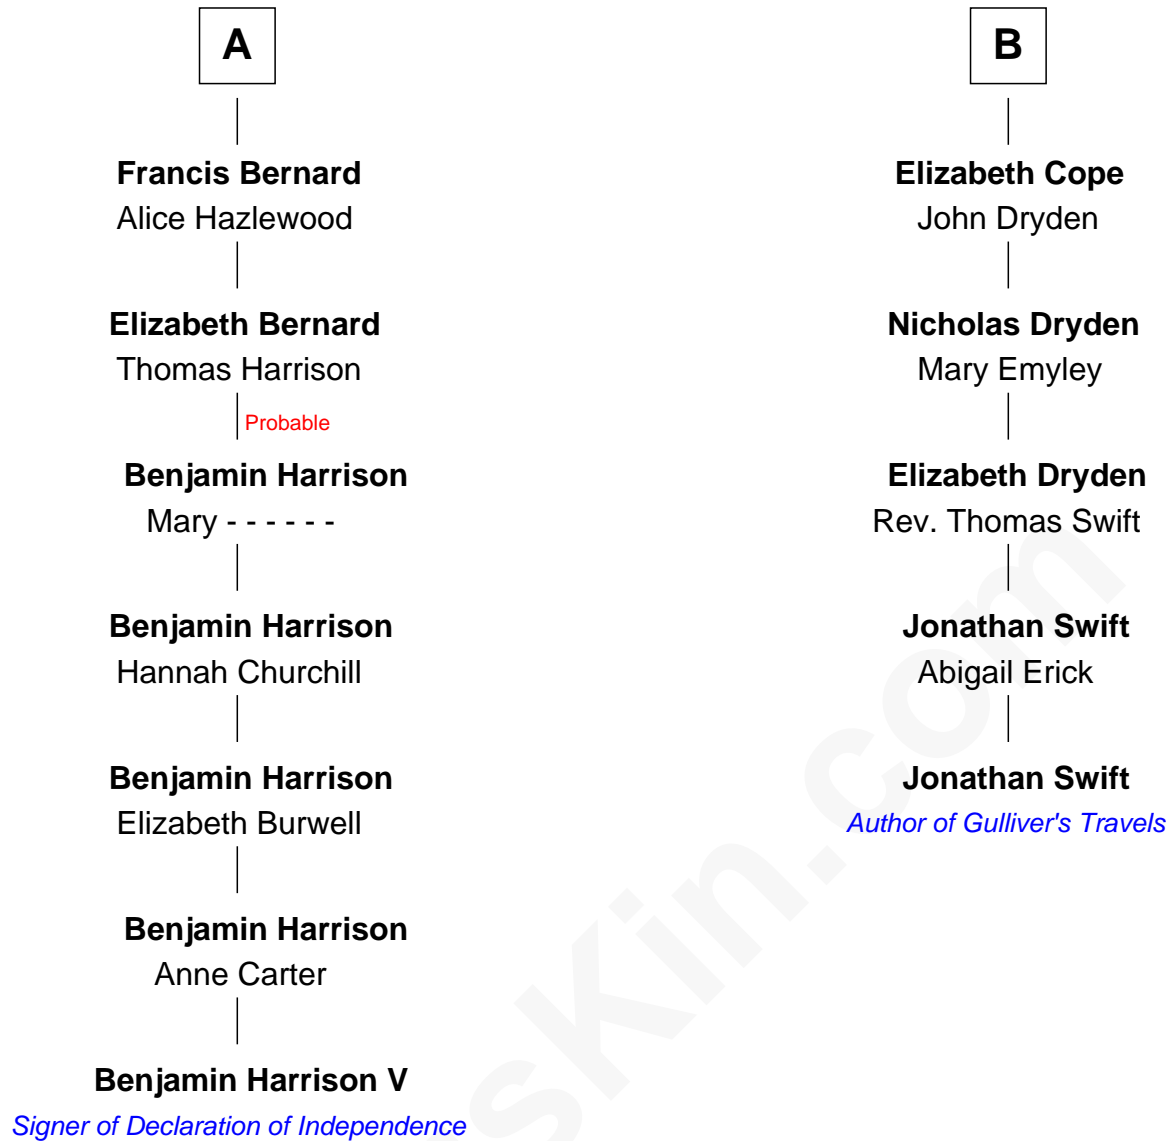 A
Francis Bernard
Alice Hazlewood
Elizabeth Bernard
Thomas Harrison
Probable
Benjamin Harrison
Mary - - - - - -
Benjamin Harrison
Hannah Churchill
Benjamin Harrison
Elizabeth Burwell
Benjamin Harrison
Anne Carter
Benjamin Harrison V
Signer of Declaration of Independence
B
Elizabeth Cope
John Dryden
Nicholas Dryden
Mary Emyley
Elizabeth Dryden
Rev. Thomas Swift
Jonathan Swift
Abigail Erick
Jonathan Swift
Author of Gulliver's Travels
sKin.com